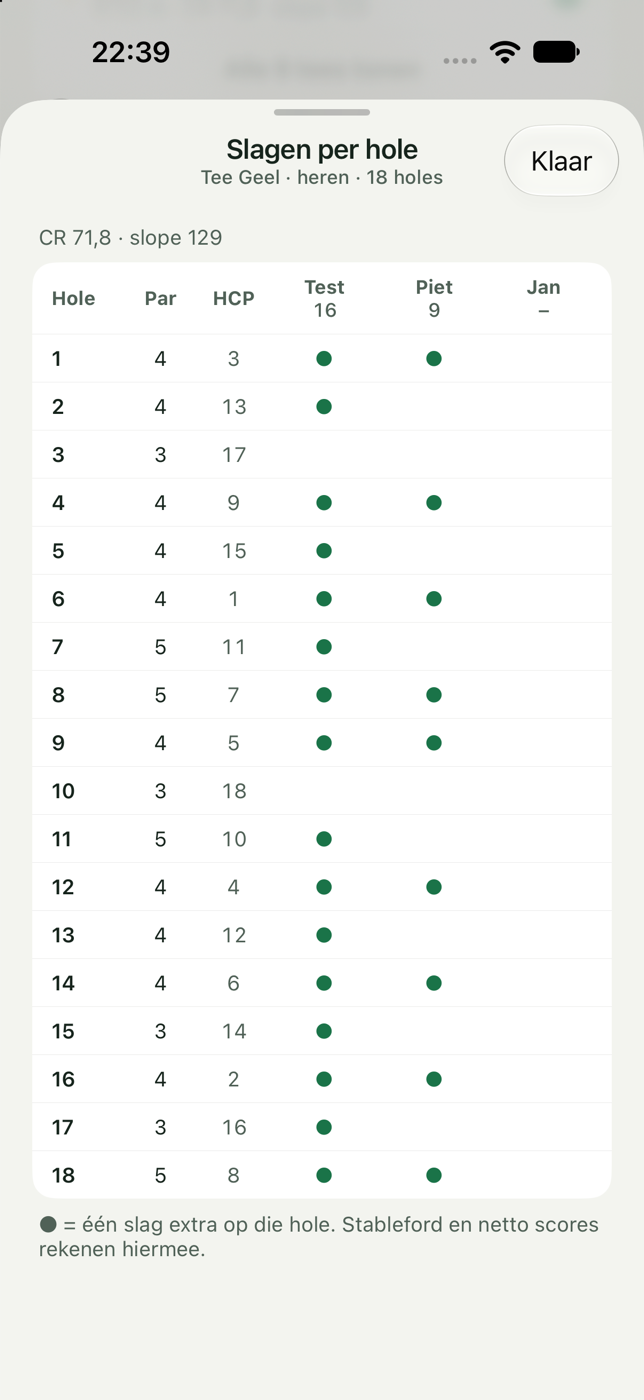 22:39
Slagen per hole
Tee Geel · heren · 18 holes
Klaar
CR 71,8 · slope 129
Hole Par HCP Test 16 Piet 9 Jan –
1 4 3 ● ●
2 4 13 ●
3 3 17
4 4 9 ● ●
5 4 15 ●
6 4 1 ● ●
7 5 11 ●
8 5 7 ● ●
9 4 5 ● ●
10 3 18
11 5 10 ●
12 4 4 ● ●
13 4 12 ●
14 4 6 ● ●
15 3 14 ●
16 4 2 ● ●
17 3 16 ●
18 5 8 ● ●
● = één slag extra op die hole. Stableford en netto scores
rekenen hiermee.